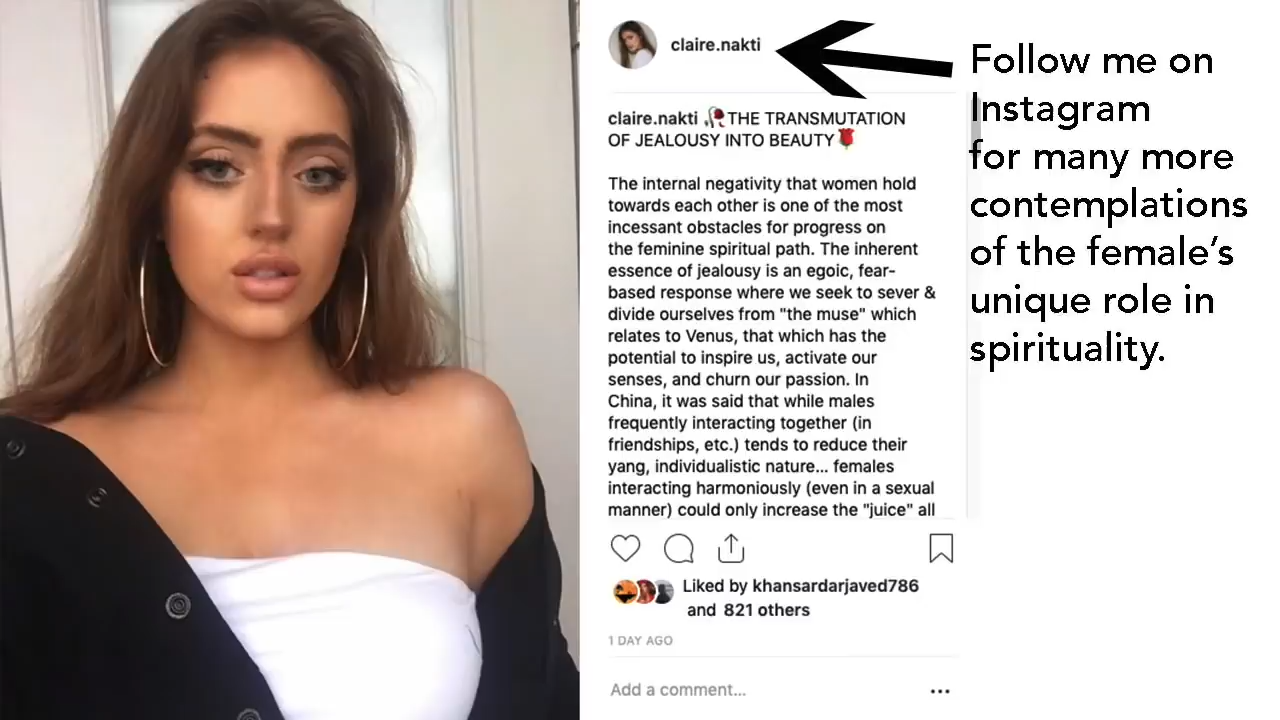 claire.nakti
claire.nakti 🥀THE TRANSMUTATION
OF JEALOUSY INTO BEAUTY🌹
The internal negativity that women hold
towards each other is one of the most
incessant obstacles for progress on
the feminine spiritual path. The inherent
essence of jealousy is an egoic, fear-
based response where we seek to sever &
divide ourselves from "the muse" which
relates to Venus, that which has the
potential to inspire us, activate our
senses, and churn our passion. In
China, it was said that while males
frequently interacting together (in
friendships, etc.) tends to reduce their
yang, individualistic nature... females
interacting harmoniously (even in a sexual
manner) could only increase the "juice" all
Liked by khansardarjaved786
and 821 others
1 DAY AGO
Add a comment...
Follow me on
Instagram
for many more
contemplations
of the female's
unique role in
spirituality.